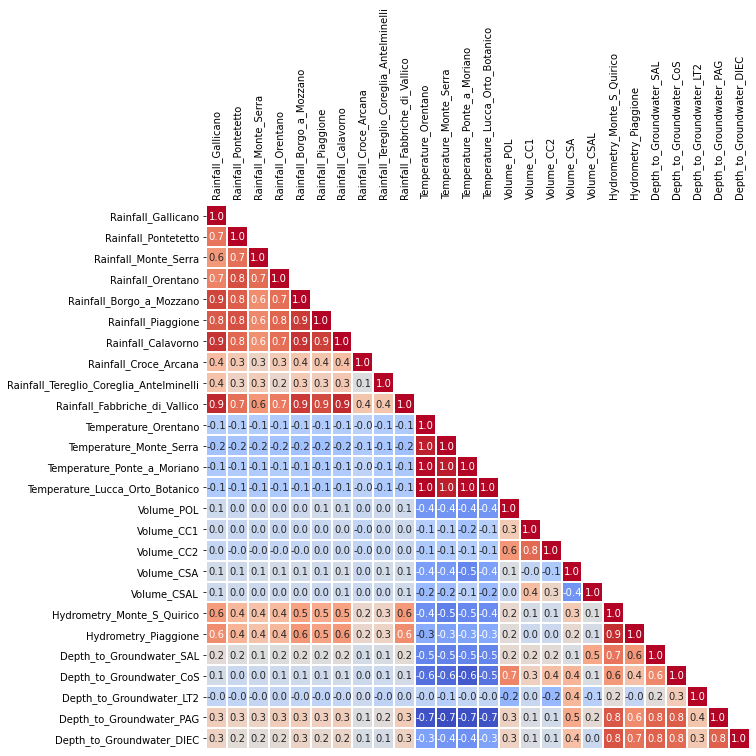 Rainfall_Gallicano
Rainfall_Pontetetto
Rainfall_Monte_Serra
Rainfall_Orentano
Rainfall_Borgo_a_Mozzano
Rainfall_Piaggione
Rainfall_Calavorno
Rainfall_Croce_Arcana
Rainfall_Tereglio_Coreglia_Antelminelli
Rainfall_Fabbriche_di_Vallico
Temperature_Orentano
Temperature_Monte_Serra
Temperature_Ponte_a_Moriano
Temperature_Lucca_Orto_Botanico
Volume_POL
Volume_CC1
Volume_CC2
Volume_CSA
Volume_CSAL
Hydrometry_Monte_S_Quirico
Hydrometry_Piaggione
Depth_to_Groundwater_SAL
Depth_to_Groundwater_CoS
Depth_to_Groundwater_LT2
Depth_to_Groundwater_PAG
Depth_to_Groundwater_DIEC
Rainfall_Gallicano 1.0
Rainfall_Pontetetto 0.7 1.0
Rainfall_Monte_Serra 0.6 0.7 1.0
Rainfall_Orentano 0.7 0.8 0.7 1.0
Rainfall_Borgo_a_Mozzano 0.9 0.8 0.6 0.7 1.0
Rainfall_Piaggione 0.8 0.8 0.6 0.8 0.9 1.0
Rainfall_Calavorno 0.9 0.8 0.6 0.7 0.9 0.9 1.0
Rainfall_Croce_Arcana 0.4 0.3 0.3 0.3 0.4 0.4 0.4 1.0
Rainfall_Tereglio_Coreglia_Antelminelli 0.4 0.3 0.3 0.2 0.3 0.3 0.3 0.1 1.0
Rainfall_Fabbriche_di_Vallico 0.9 0.7 0.6 0.7 0.9 0.9 0.9 0.4 0.4 1.0
Temperature_Orentano -0.1 -0.1 -0.1 -0.1 -0.1 -0.1 -0.1 -0.0 -0.1 -0.1 1.0
Temperature_Monte_Serra -0.2 -0.2 -0.2 -0.2 -0.2 -0.2 -0.2 -0.1 -0.1 -0.2 1.0 1.0
Temperature_Ponte_a_Moriano -0.1 -0.1 -0.1 -0.1 -0.1 -0.1 -0.1 -0.0 -0.1 -0.1 1.0 1.0 1.0
Temperature_Lucca_Orto_Botanico -0.1 -0.1 -0.1 -0.1 -0.1 -0.1 -0.1 -0.0 -0.1 -0.1 1.0 1.0 1.0 1.0
Volume_POL 0.1 0.0 0.0 0.0 0.0 0.1 0.1 0.0 0.0 0.1 -0.4 -0.4 -0.4 -0.4 1.0
Volume_CC1 0.0 0.0 0.0 0.0 0.0 0.0 0.0 -0.0 0.0 0.0 -0.1 -0.1 -0.2 -0.1 0.3 1.0
Volume_CC2 0.0 -0.0 -0.0 0.0 -0.0 0.0 0.0 -0.0 0.0 0.0 -0.1 -0.1 -0.1 -0.1 0.6 0.8 1.0
Volume_CSA 0.1 0.1 0.1 0.1 0.1 0.1 0.1 0.0 0.1 0.1 -0.4 -0.4 -0.5 -0.4 0.1 -0.0 -0.1 1.0
Volume_CSAL 0.1 0.0 0.0 0.0 0.1 0.0 0.1 0.0 0.0 0.1 -0.2 -0.2 -0.1 -0.2 0.0 0.4 0.3 -0.4 1.0
Hydrometry_Monte_S_Quirico 0.6 0.4 0.4 0.4 0.5 0.5 0.5 0.2 0.3 0.6 -0.4 -0.5 -0.5 -0.4 0.2 0.1 0.1 0.3 0.1 1.0
Hydrometry_Piaggione 0.6 0.4 0.4 0.4 0.6 0.5 0.6 0.2 0.3 0.6 -0.3 -0.3 -0.3 -0.3 0.2 0.0 0.0 0.2 0.1 0.9 1.0
Depth_to_Groundwater_SAL 0.2 0.2 0.1 0.2 0.2 0.2 0.2 0.1 0.1 0.2 -0.5 -0.5 -0.5 -0.5 0.2 0.2 0.2 0.1 0.5 0.7 0.6 1.0
Depth_to_Groundwater_CoS 0.1 0.0 0.0 0.1 0.1 0.1 0.1 0.0 0.1 0.1 -0.6 -0.6 -0.6 -0.5 0.7 0.3 0.4 0.4 0.1 0.6 0.4 0.6 1.0
Depth_to_Groundwater_LT2 -0.0 -0.0 -0.0 -0.0 -0.0 -0.0 -0.0 -0.0 0.0 -0.0 -0.0 -0.1 -0.0 -0.0 -0.2 0.0 -0.2 0.4 -0.1 0.2 -0.0 0.2 0.3 1.0
Depth_to_Groundwater_PAG 0.3 0.3 0.3 0.3 0.3 0.3 0.3 0.1 0.2 0.3 -0.7 -0.7 -0.7 -0.7 0.3 0.1 0.1 0.5 0.2 0.8 0.6 0.8 0.8 0.4 1.0
Depth_to_Groundwater_DIEC 0.3 0.2 0.2 0.2 0.3 0.3 0.3 0.1 0.1 0.3 -0.3 -0.4 -0.4 -0.3 0.3 0.1 0.1 0.4 0.0 0.8 0.7 0.8 0.8 0.3 0.8 1.0